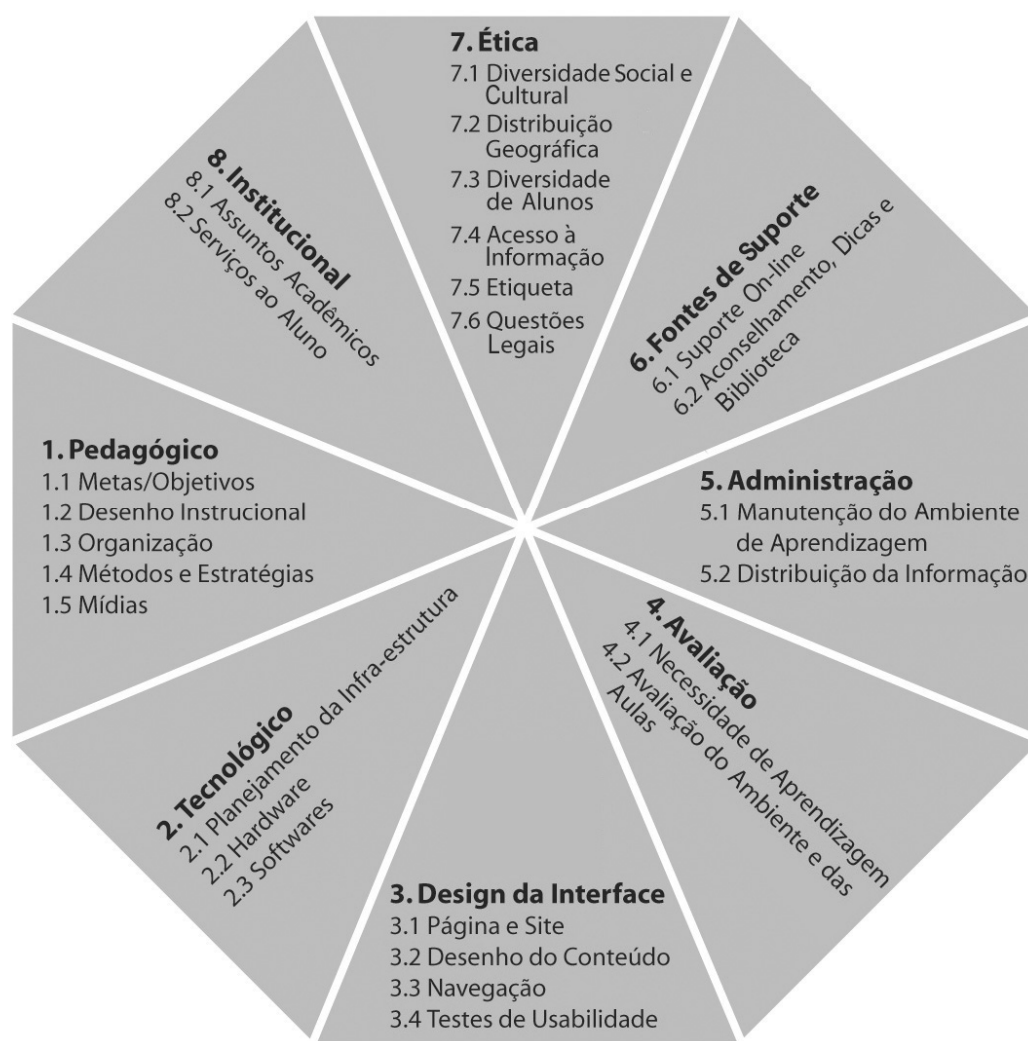 7. Ética
7.1 Diversidade Social e
Cultural
7.2 Distribuição
Geográfica
7.3 Diversidade
de Alunos
7.4 Acesso à
Informação
7.5 Etiqueta
7.6 Questões
Legais
8. Institucional
8.1 Assuntos Acadêmicos
8.2 Serviços ao Aluno
6. Fontes de Suporte
6.1 Suporte On-line
6.2 Aconselhamento, Dicas e
Biblioteca
1. Pedagógico
1.1 Metas/Objetivos
1.2 Desenho Instrucional
1.3 Organização
1.4 Métodos e Estratégias
1.5 Mídias
5. Administração
5.1 Manutenção do Ambiente
de Aprendizagem
5.2 Distribuição da Informação
2. Tecnológico
2.1 Planejamento da Infra-estrutura
2.2 Hardware
2.3 Softwares
4. Avaliação
4.1 Necessidade de Aprendizagem
4.2 Avaliação do Ambiente e das
Aulas
3. Design da Interface
3.1 Página e Site
3.2 Desenho do Conteúdo
3.3 Navegação
3.4 Testes de Usabilidade